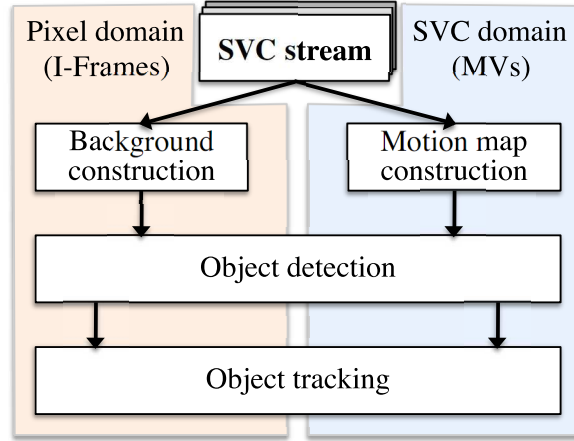 Pixel domain
(I-Frames)
SVC stream
SVC domain
(MVs)
Background
construction
Motion map
construction
Object detection
Object tracking